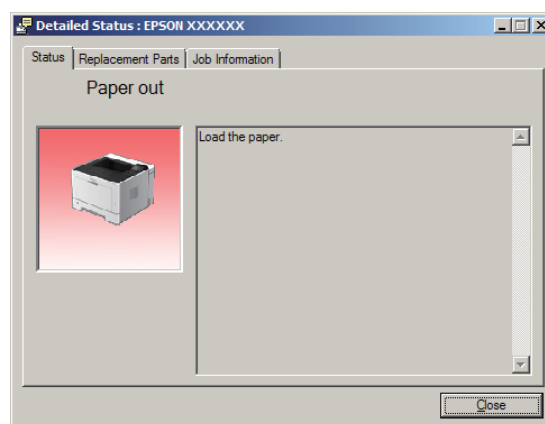 Detailed Status : EPSON XXXXXX
Status Replacement Parts Job Information
Paper out
Load the paper.
Close